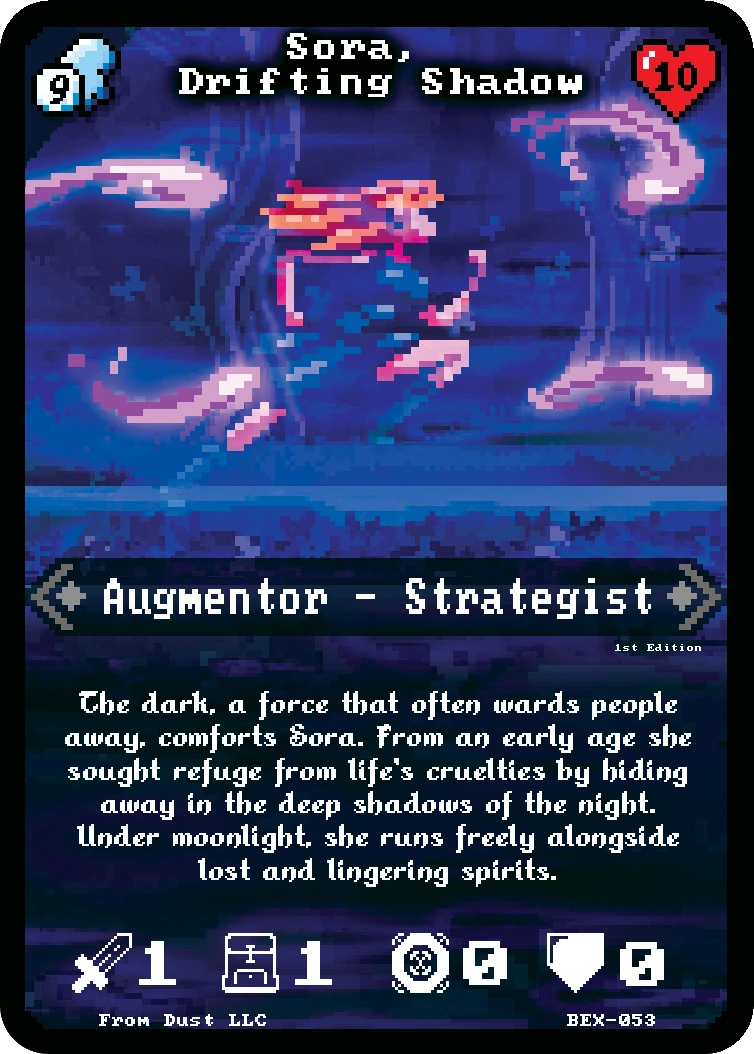 Sora,
Drifting Shadow
9
10
Augmentor - Strategist
1st Edition
The dark, a force that often wards people
away, comforts Sora. From an early age she
sought refuge from life's cruelties by hiding
away in the deep shadows of the night.
Under moonlight, she runs freely alongside
lost and lingering spirits.
1 1 0 0
From Dust LLC BEX-053